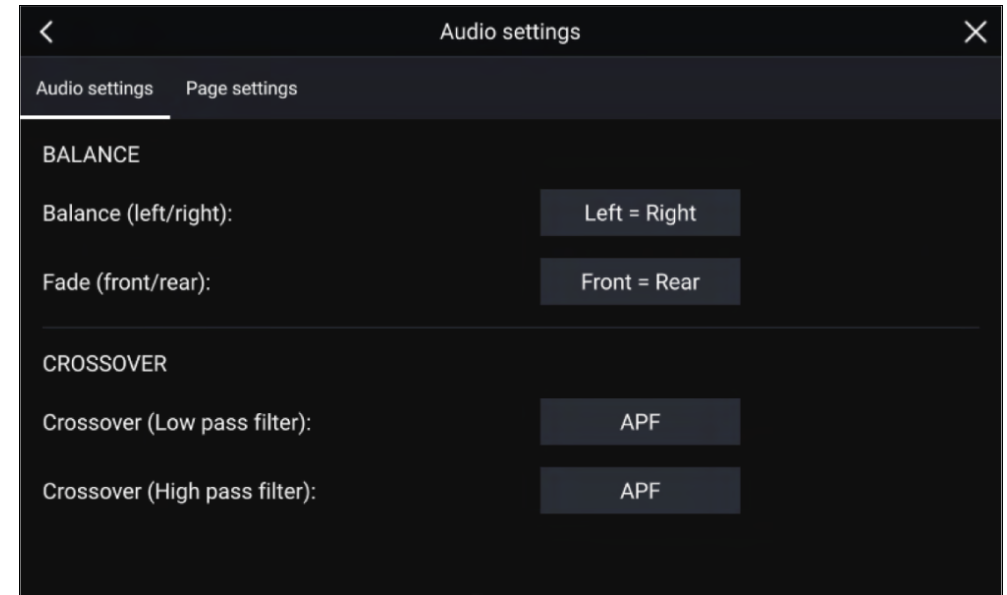 Audio settings
Audio settings Page settings
BALANCE
Balance (left/right): Left = Right
Fade (front/rear): Front = Rear
CROSSOVER
Crossover (Low pass filter): APF
Crossover (High pass filter): APF